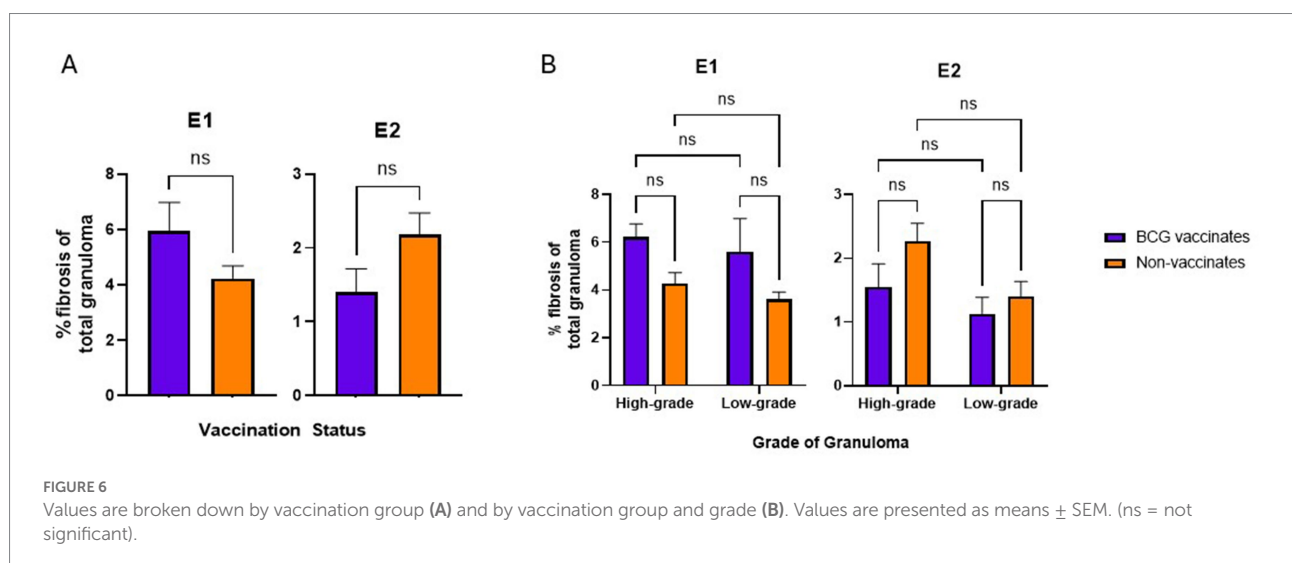 A
E1
ns
E2
ns
% fibrosis of
total granuloma
8
6
4
2
0
3
2
1
0
Vaccination Status
B
E1
ns
ns
ns
ns
E2
ns
ns
ns
ns
% fibrosis of
total granuloma
8
6
4
2
0
3
2
1
0
High-grade Low-grade
High-grade Low-grade
Grade of Granuloma
BCG vaccinates
Non-vaccinates
FIGURE 6
Values are broken down by vaccination group (A) and by vaccination group and grade (B). Values are presented as means ± SEM. (ns = not
significant).